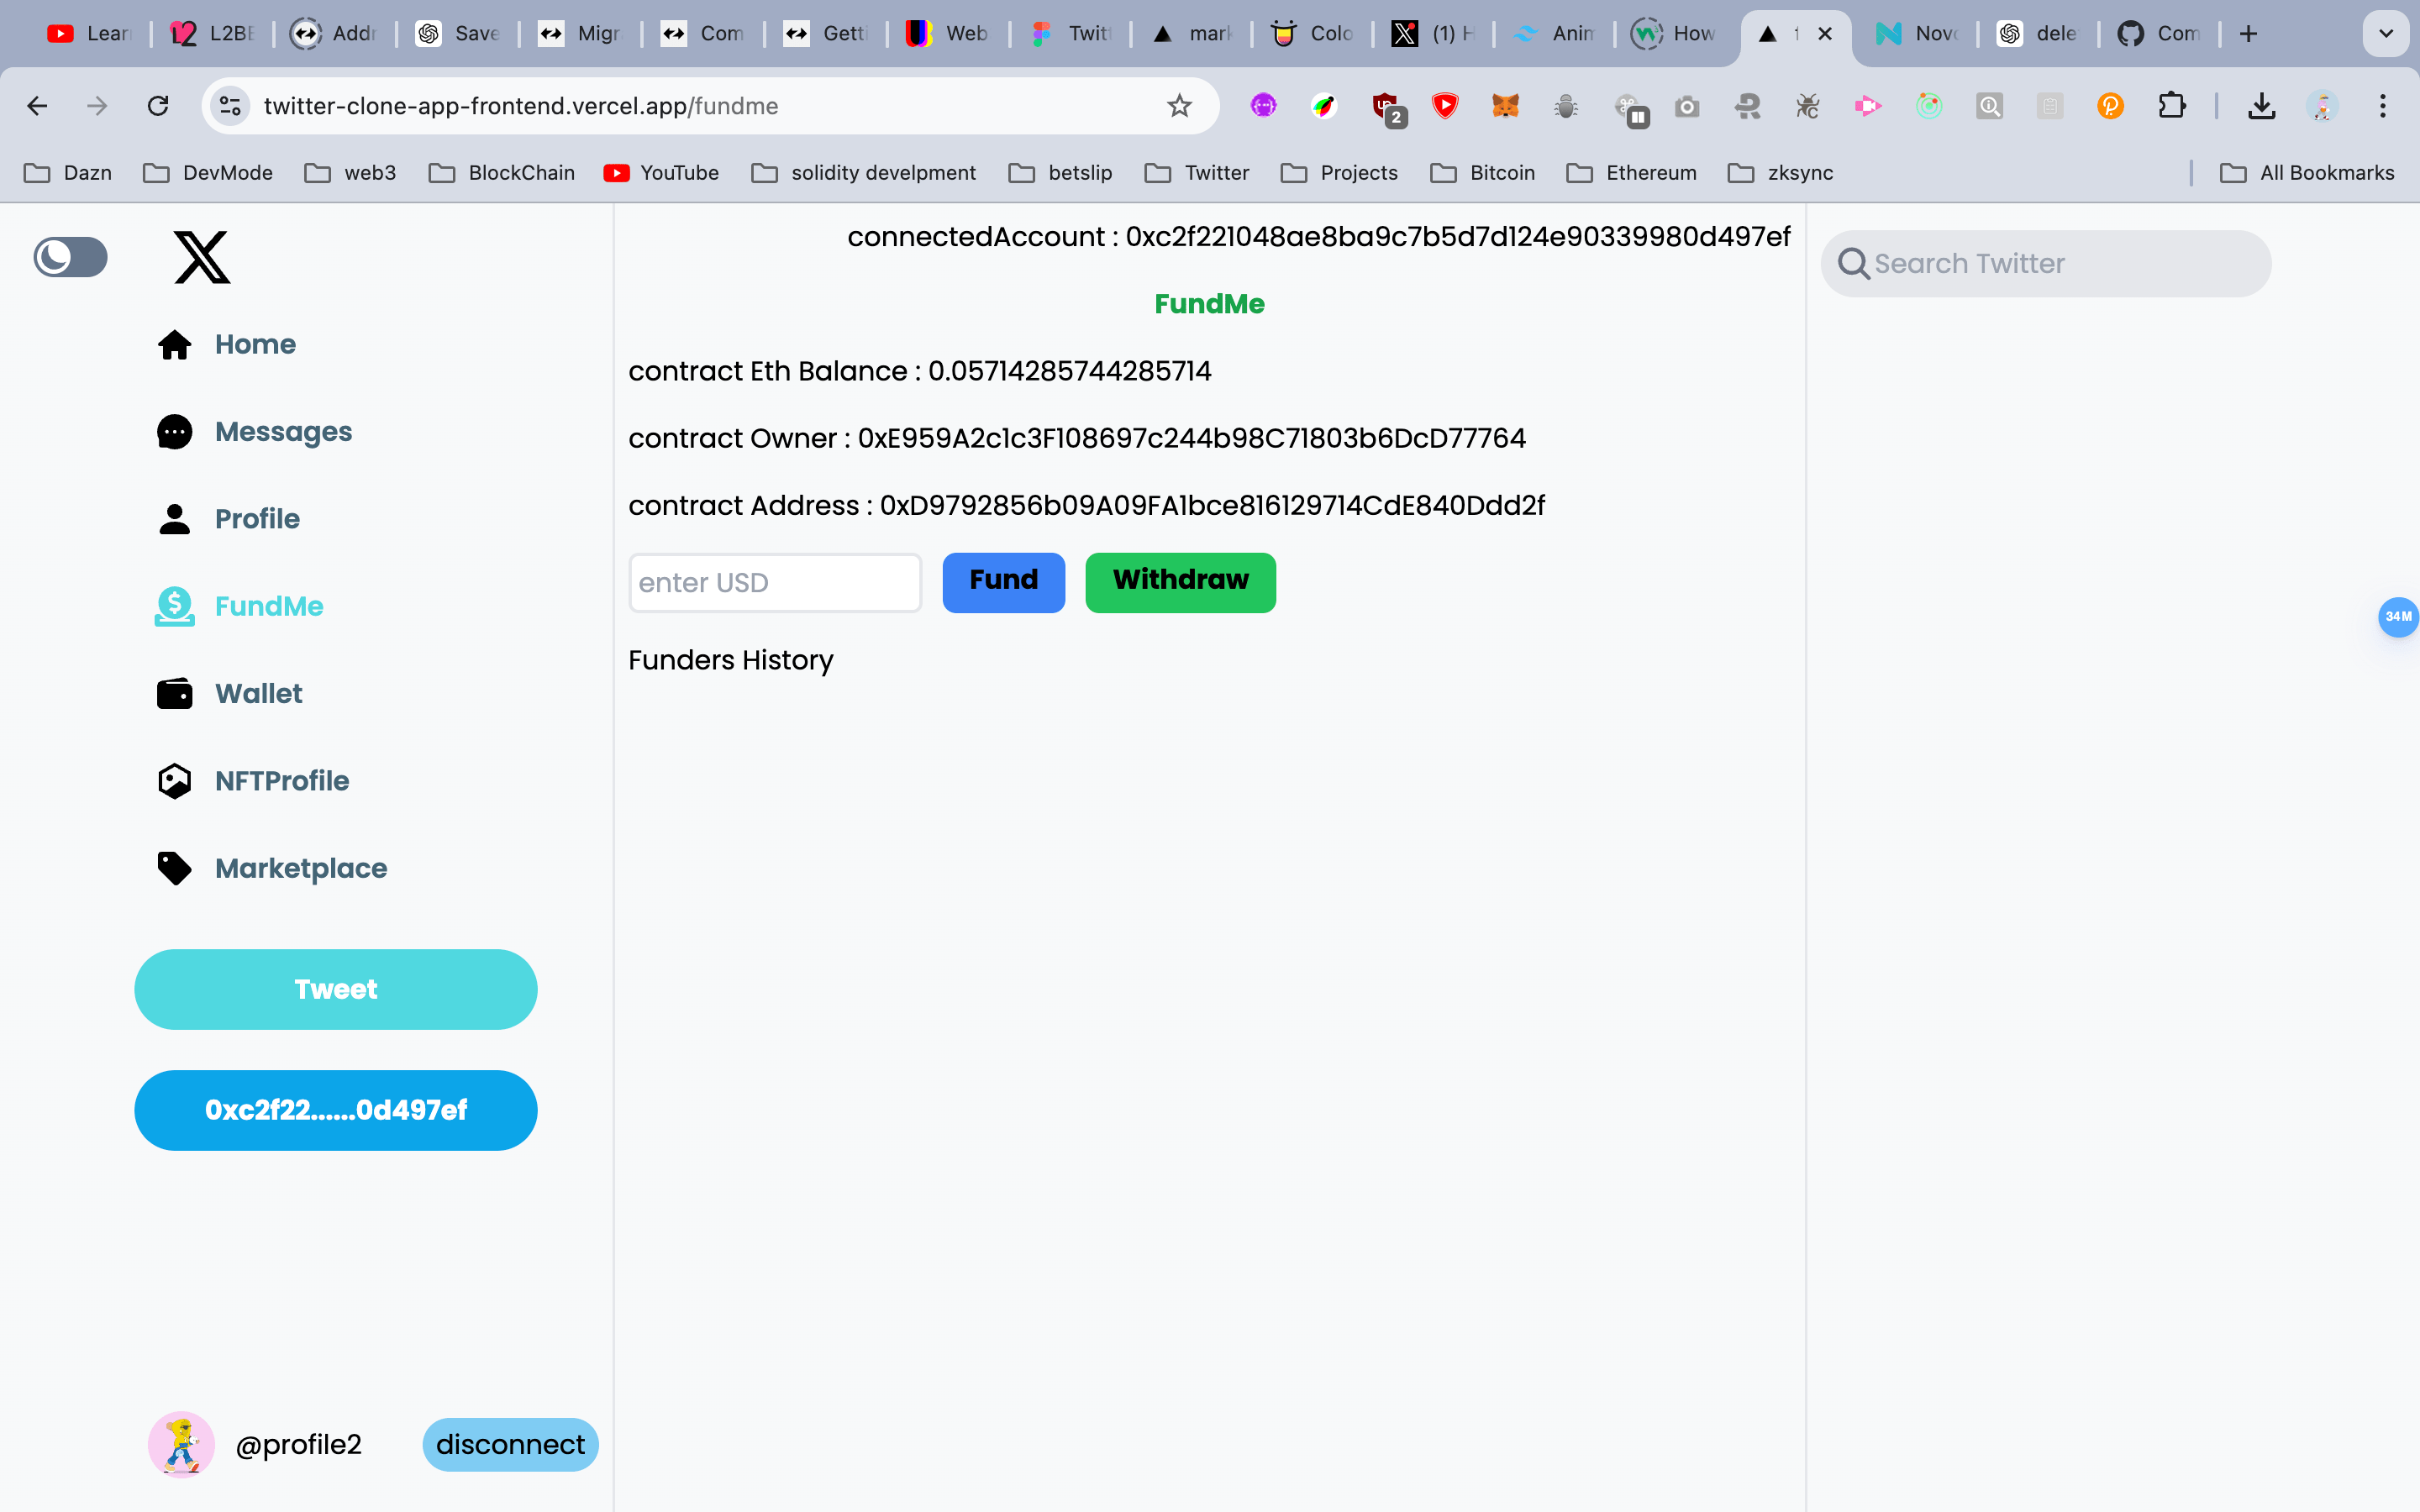 Lear
L2BE
Addr
Save
Migr
Com
Getti
Web
Twitt
mark
Colo
(1) H
Anim
How
f
Novo
dele
Com
twitter-clone-app-frontend.vercel.app/fundme
2
Dazn
DevMode
web3
BlockChain
YouTube
solidity develpment
betslip
Twitter
Projects
Bitcoin
Ethereum
zksync
All Bookmarks
Home
Messages
Profile
FundMe
Wallet
NFTProfile
Marketplace
Tweet
0xc2f22......0d497ef
@profile2
disconnect
connectedAccount : 0xc2f221048ae8ba9c7b5d7d124e90339980d497ef
FundMe
contract Eth Balance : 0.05714285744285714
contract Owner : 0xE959A2c1c3F108697c244b98C71803b6DcD77764
contract Address : 0xD9792856b09A09FA1bce816129714CdE840Ddd2f
enter USD
Fund
Withdraw
Funders History
Search Twitter
34M